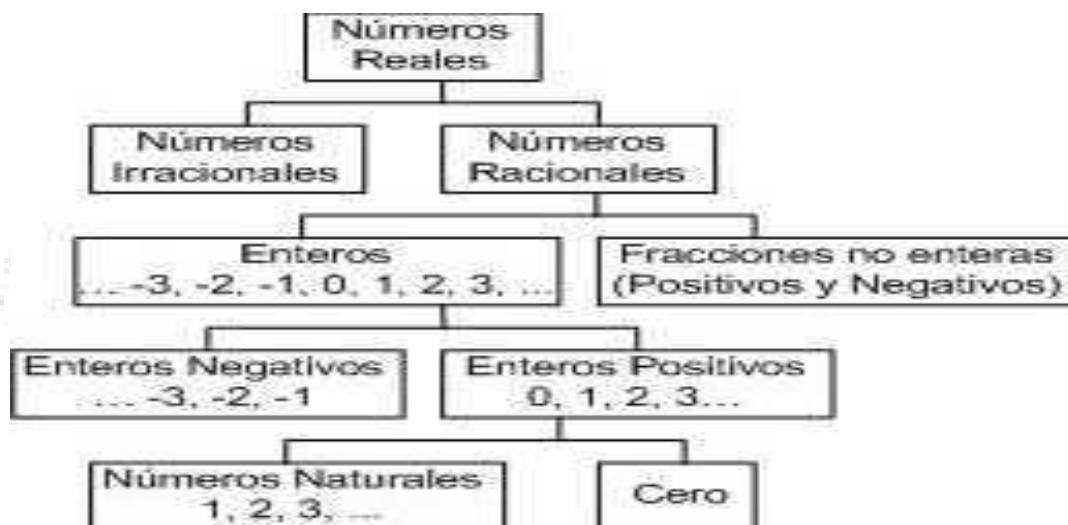 Números
Reales
Números
Irracionales
Números
Racionales
Enteros
... -3, -2, -1, 0, 1, 2, 3, ...
Fracciones no enteras
(Positivos y Negativos)
Enteros Negativos
... -3, -2, -1
Enteros Positivos
0, 1, 2, 3...
Números Naturales
1, 2, 3, ...
Cero